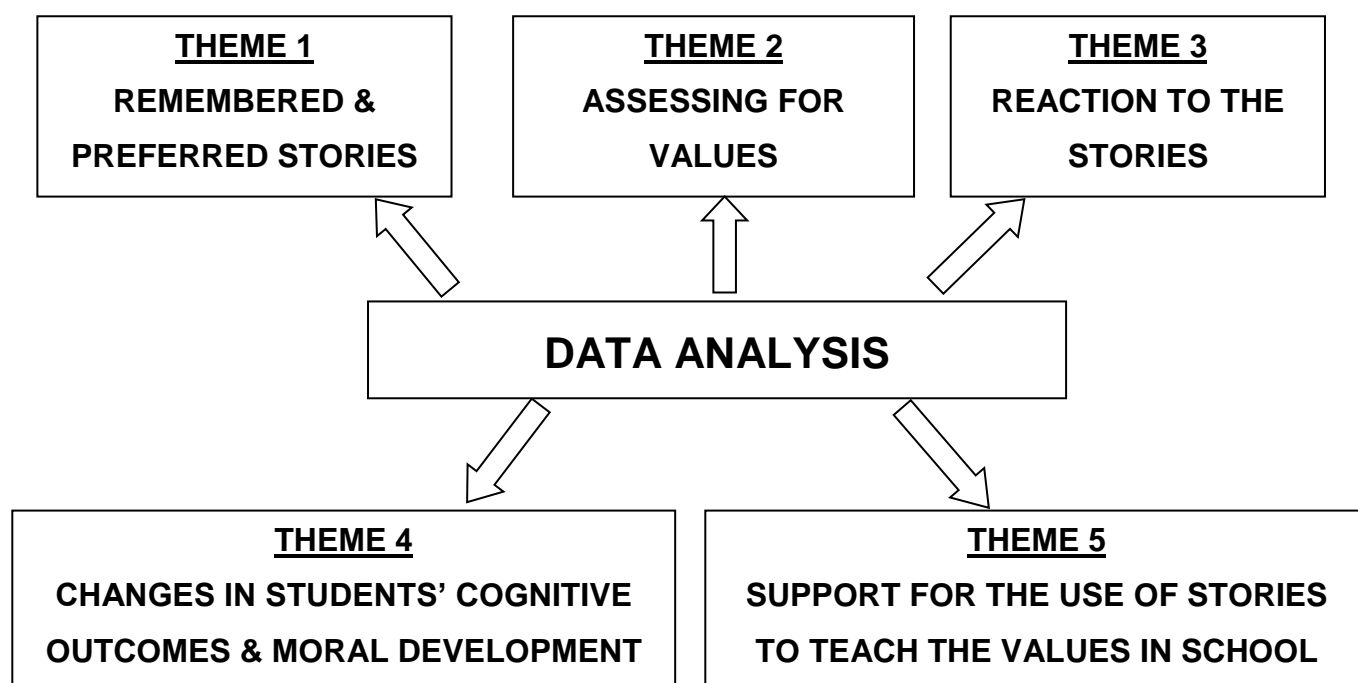 THEME 1
REMEMBERED &
PREFERRED STORIES
THEME 2
ASSESSING FOR
VALUES
THEME 3
REACTION TO THE
STORIES
DATA ANALYSIS
THEME 4
CHANGES IN STUDENTS’ COGNITIVE
OUTCOMES & MORAL DEVELOPMENT
THEME 5
SUPPORT FOR THE USE OF STORIES
TO TEACH THE VALUES IN SCHOOL